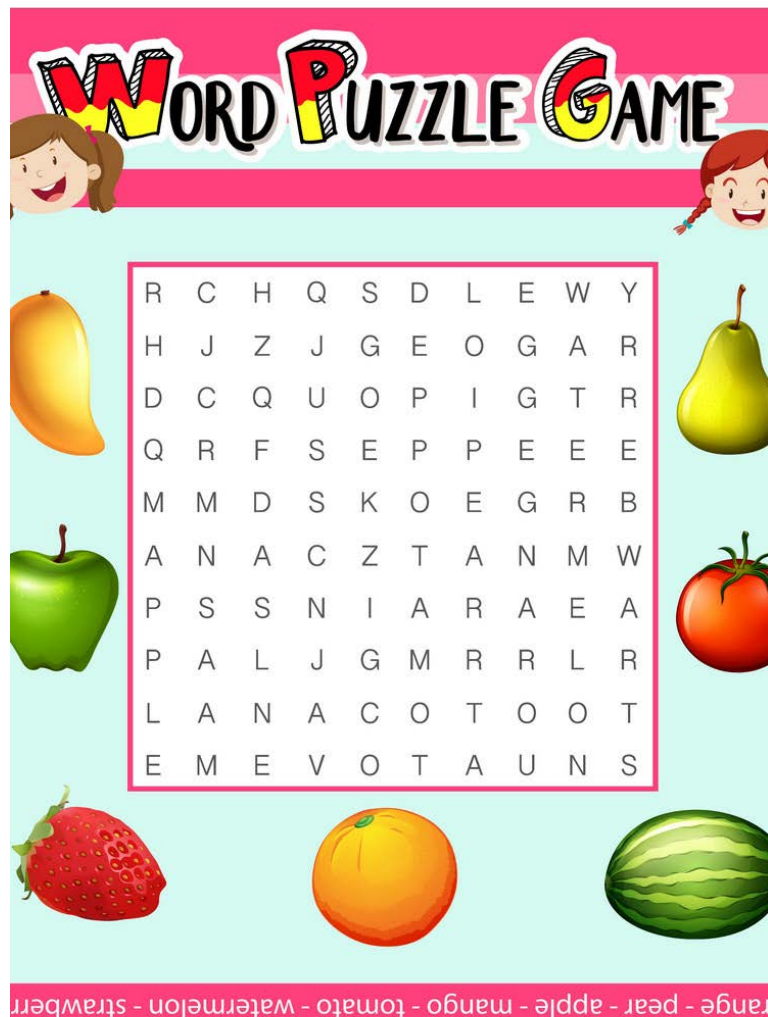 WORD PUZZLE GAME
R C H Q S D L E W Y
H J Z J G E O G A R
D C Q U O P I G T R
Q R F S E P P E E E
M M D S K O E G R B
A N A C Z T A N M W
P S S N I A R A E A
P A L J G M R R L R
L A N A C O T O O T
E M E V O T A U N S
range - pear - apple - mango - tomato - watermelon - strawberr